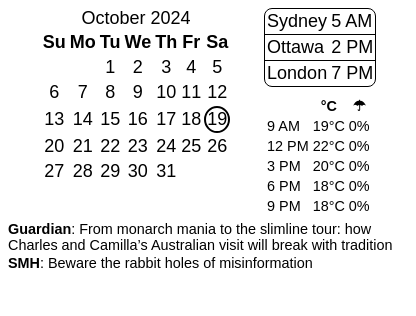 October 2024
Su Mo Tu We Th Fr Sa
1 2 3 4 5
6 7 8 9 10 11 12
13 14 15 16 17 18 19
20 21 22 23 24 25 26
27 28 29 30 31
Sydney 5 AM
Ottawa 2 PM
London 7 PM
°C ☂
9 AM 19°C 0%
12 PM 22°C 0%
3 PM 20°C 0%
6 PM 18°C 0%
9 PM 18°C 0%
Guardian: From monarch mania to the slimline tour: how
Charles and Camilla’s Australian visit will break with tradition
SMH: Beware the rabbit holes of misinformation